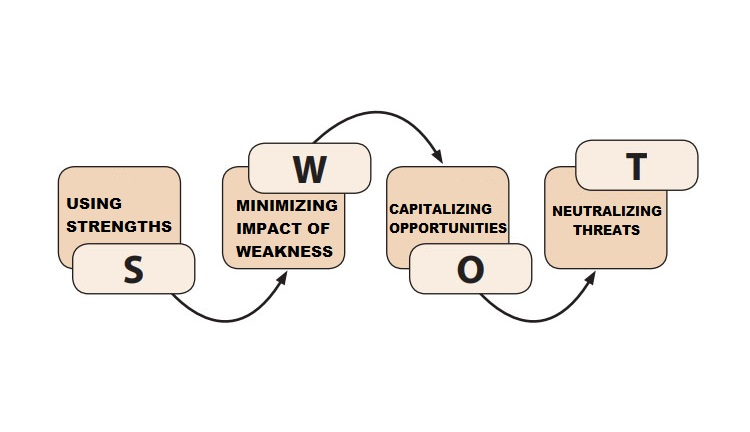 USING
STRENGTHS
S
W
MINIMIZING
IMPACT OF
WEAKNESS
CAPITALIZING
OPPORTUNITIES
O
T
NEUTRALIZING
THREATS